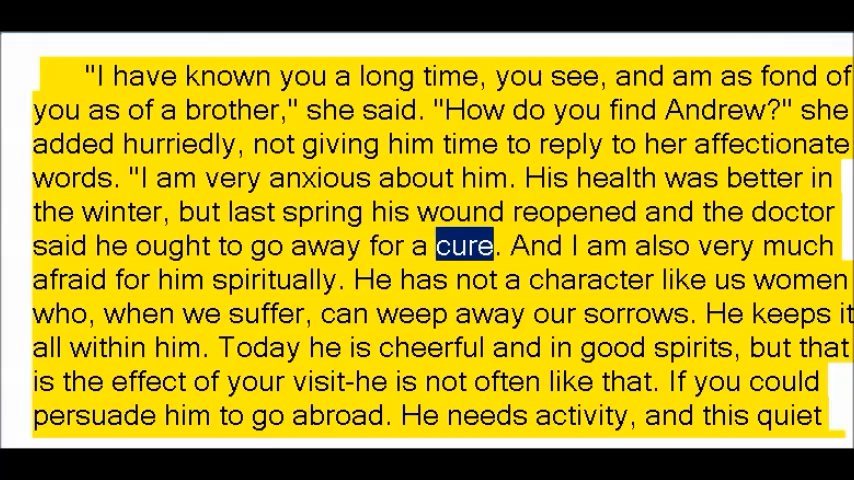 "I have known you a long time, you see, and am as fond of
you as of a brother," she said. "How do you find Andrew?" she
added hurriedly, not giving him time to reply to her affectionate
words. "I am very anxious about him. His health was better in
the winter, but last spring his wound reopened and the doctor
said he ought to go away for a cure. And I am also very much
afraid for him spiritually. He has not a character like us women
who, when we suffer, can weep away our sorrows. He keeps it
all within him. Today he is cheerful and in good spirits, but that
is the effect of your visit-he is not often like that. If you could
persuade him to go abroad. He needs activity, and this quiet